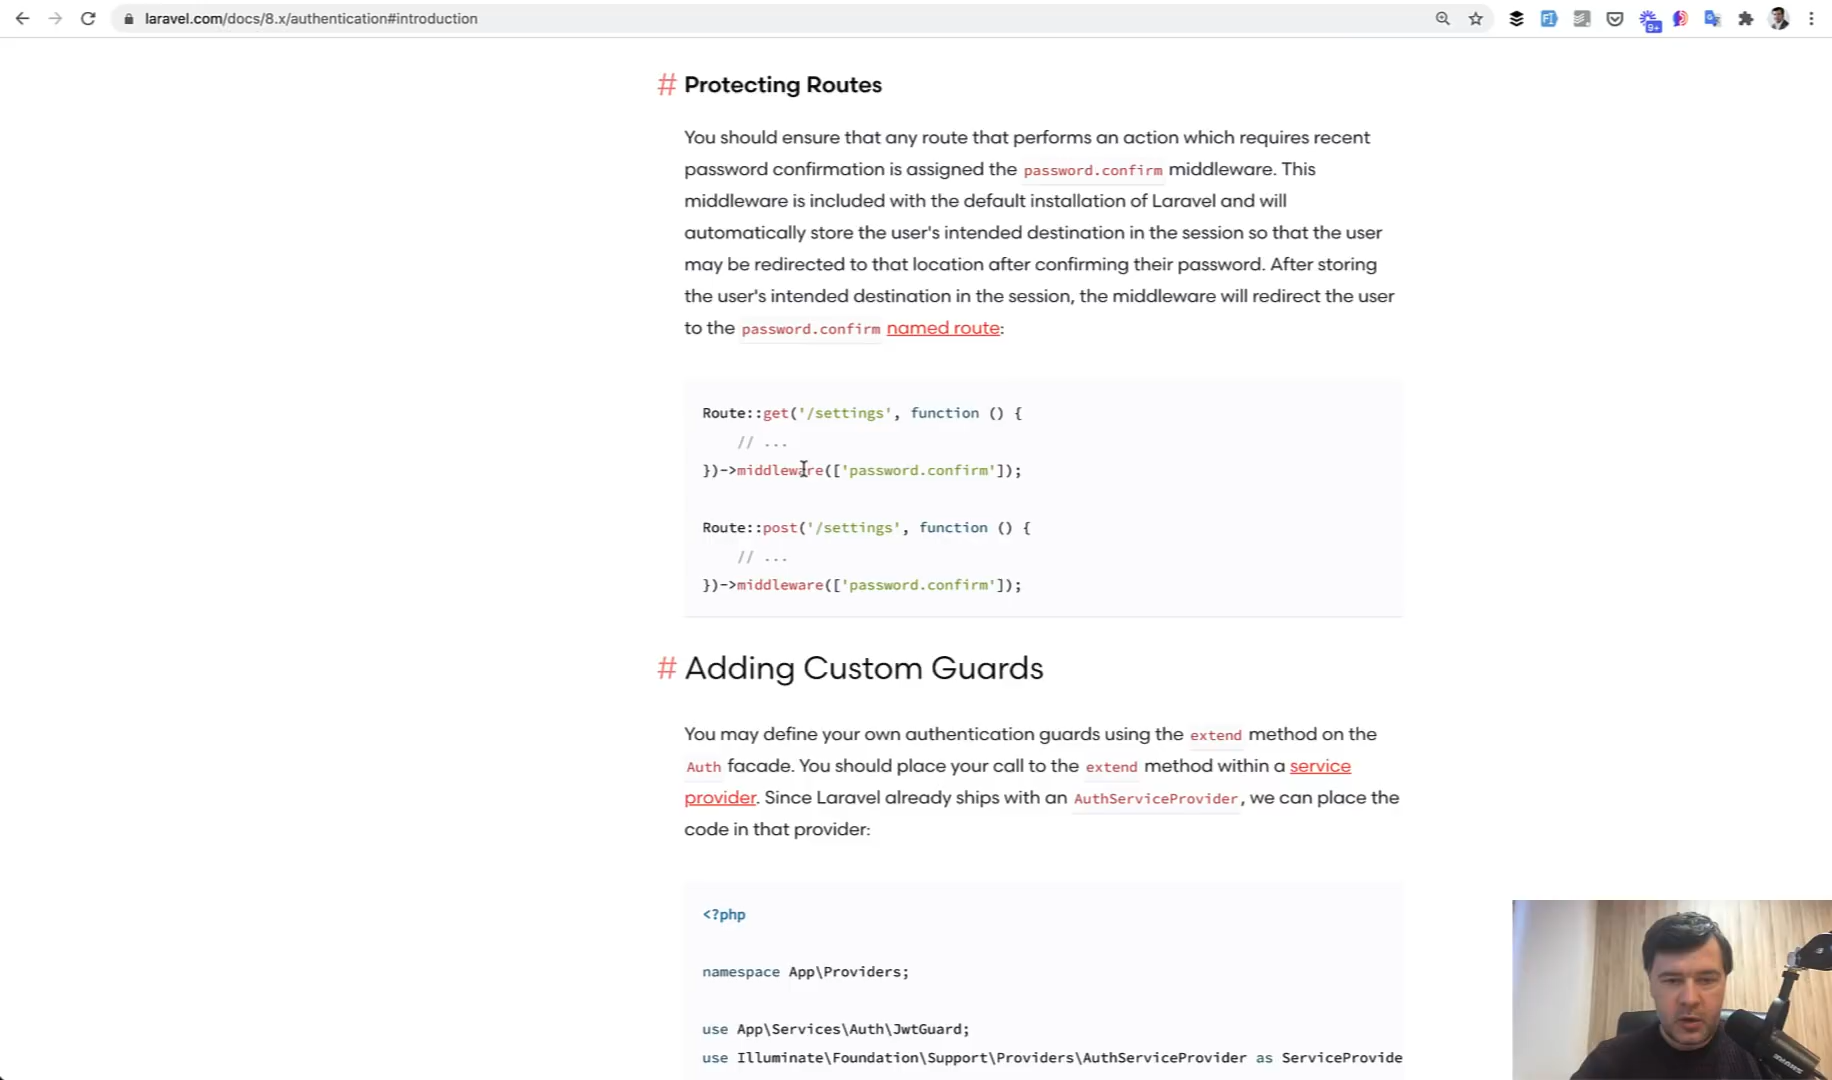 laravel.com/docs/8.x/authentication#introduction
9+
# Protecting Routes
You should ensure that any route that performs an action which requires recent
password confirmation is assigned the password.confirm middleware. This
middleware is included with the default installation of Laravel and will
automatically store the user's intended destination in the session so that the user
may be redirected to that location after confirming their password. After storing
the user's intended destination in the session, the middleware will redirect the user
to the password.confirm named route:
Route::get('/settings', function () {
// ...
})->middleware(['password.confirm']);
Route::post('/settings', function () {
// ...
})->middleware(['password.confirm']);
# Adding Custom Guards
You may define your own authentication guards using the extend method on the
Auth facade. You should place your call to the extend method within a service
provider. Since Laravel already ships with an AuthServiceProvider, we can place the
code in that provider:
<?php
namespace App\Providers;
use App\Services\Auth\JwtGuard;
use Illuminate\Foundation\Support\Providers\AuthServiceProvider as ServiceProvide